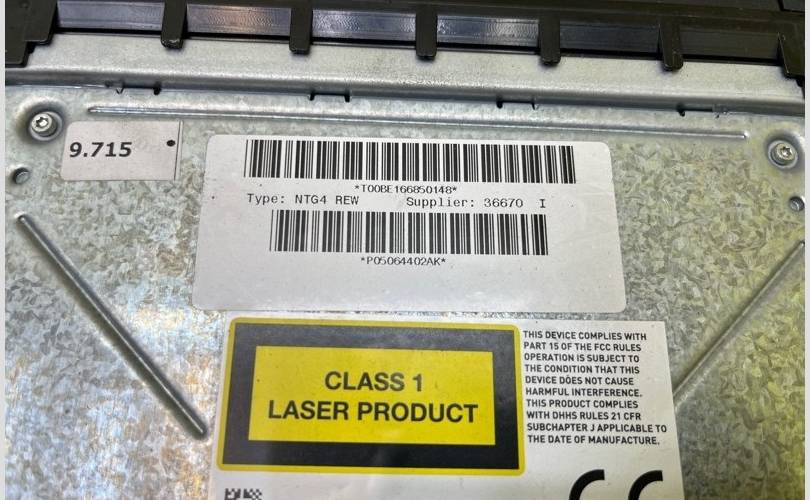 9.715
*T00BE166850148*
Type: NTG4 REW Supplier: 36670 I
*P05064402AK*
CLASS 1
LASER PRODUCT
THIS DEVICE COMPLIES WITH
PART 15 OF THE FCC RULES
OPERATION IS SUBJECT TO
THE CONDITION THAT THIS
DEVICE DOES NOT CAUSE
HARMFUL INTERFERENCE.
THIS PRODUCT COMPLIES
WITH DHHS RULES 21 CFR
SUBCHAPTER J APPLICABLE TO
THE DATE OF MANUFACTURE.